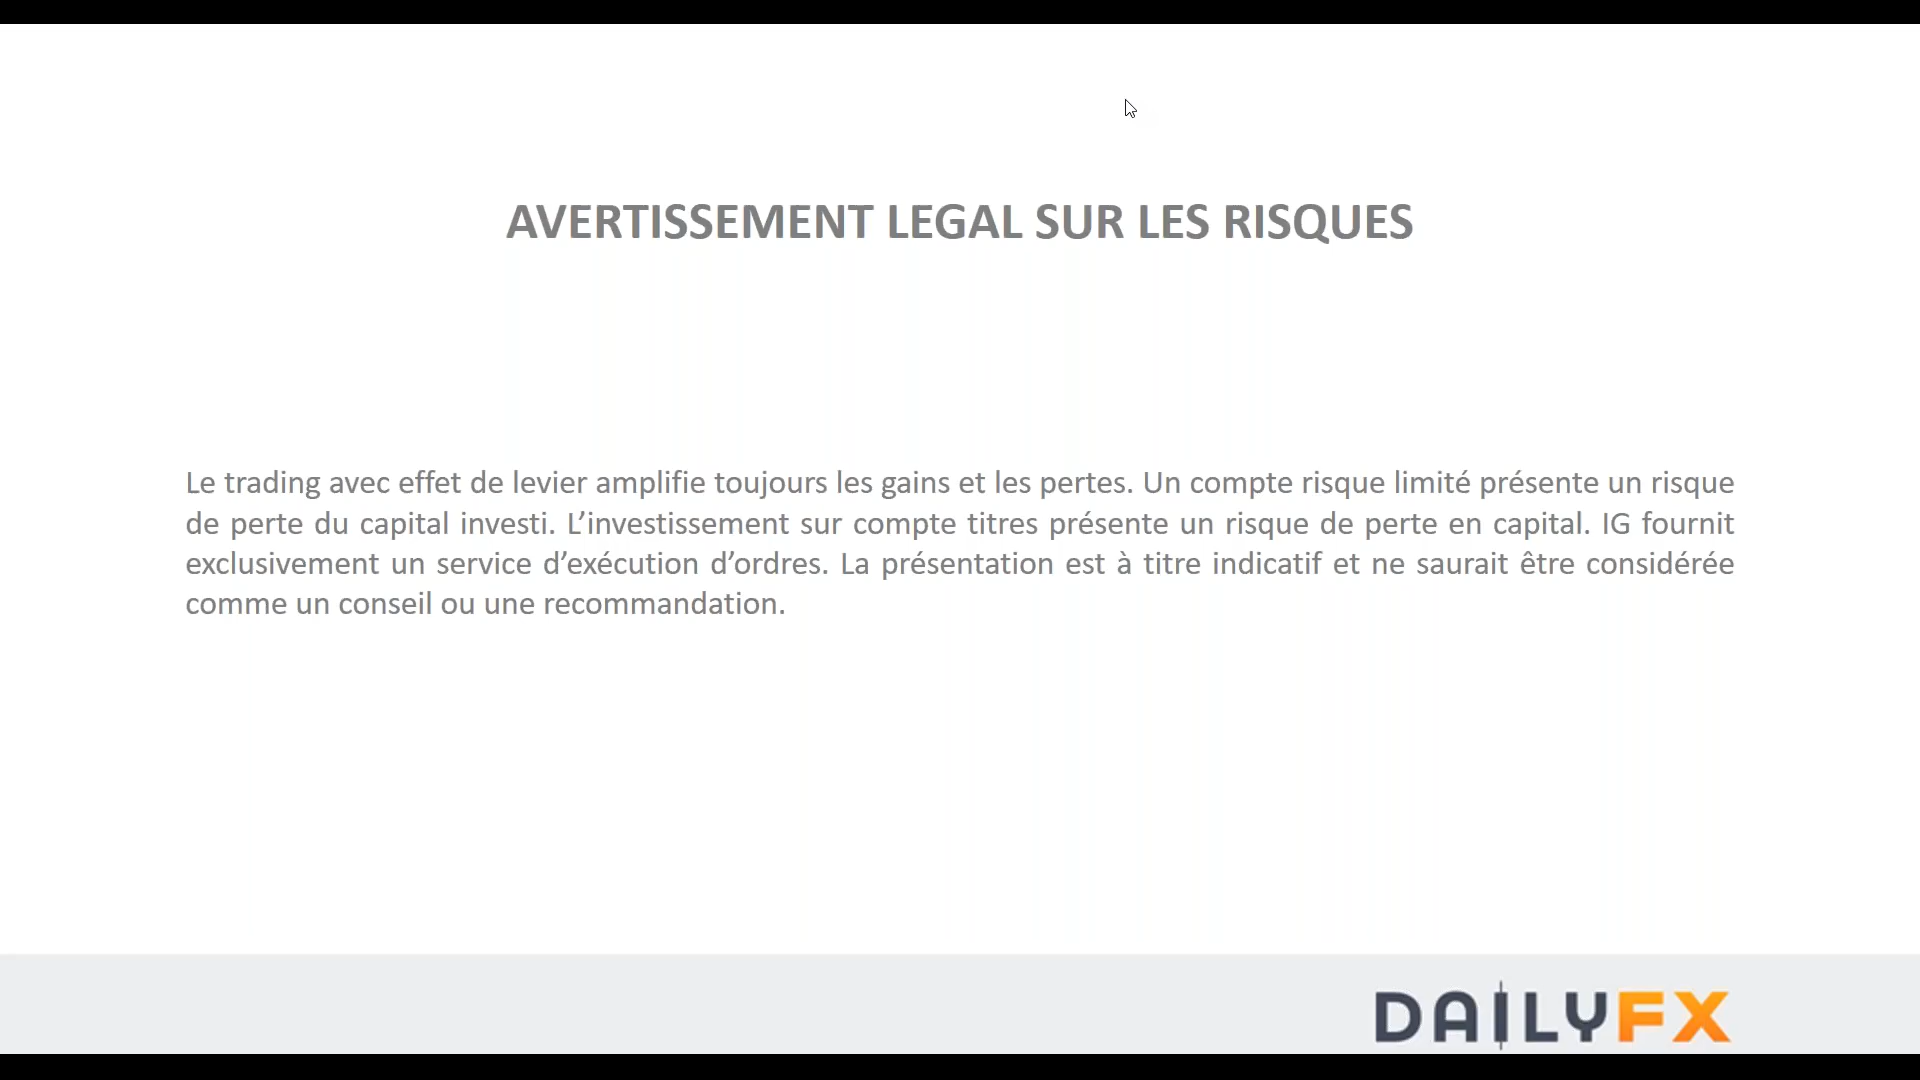 AVERTISSEMENT LEGAL SUR LES RISQUES
Le trading avec effet de levier amplifie toujours les gains et les pertes. Un compte risque limité présente un risque
de perte du capital investi. L’investissement sur compte titres présente un risque de perte en capital. IG fournit
exclusivement un service d’exécution d’ordres. La présentation est à titre indicatif et ne saurait être considérée
comme un conseil ou une recommandation.
DAILYFX